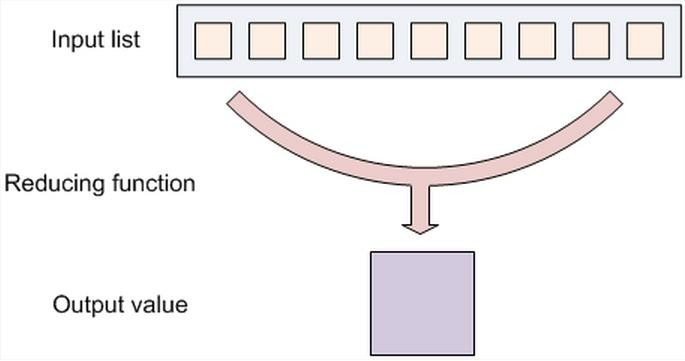 Input list
Reducing function
Output value